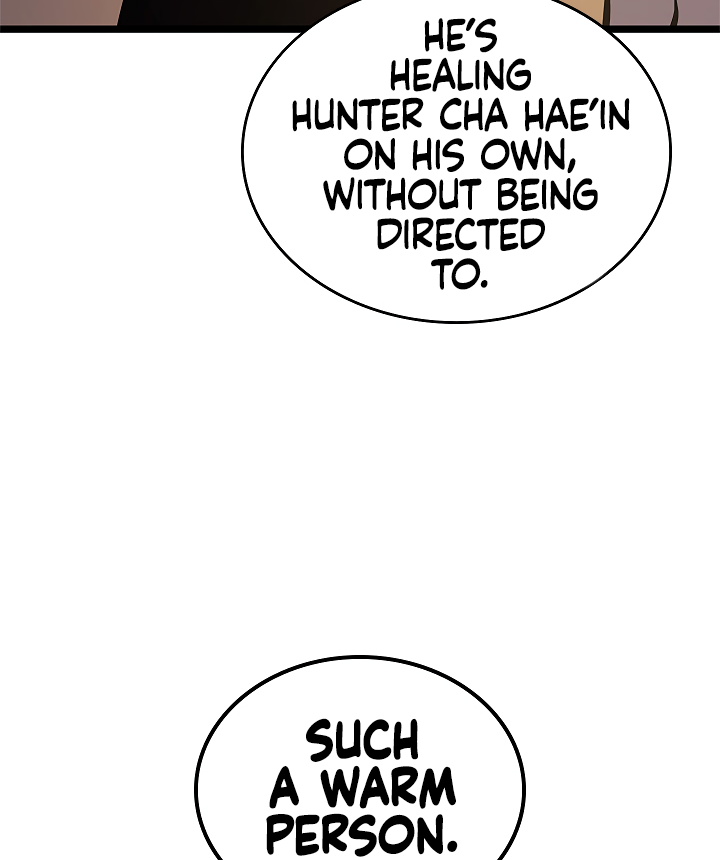 HE'S
HEALING
HUNTER CHA HAE'IN
ON HIS OWN,
WITHOUT BEING
DIRECTED
TO.
SUCH
A WARM
PERSON.